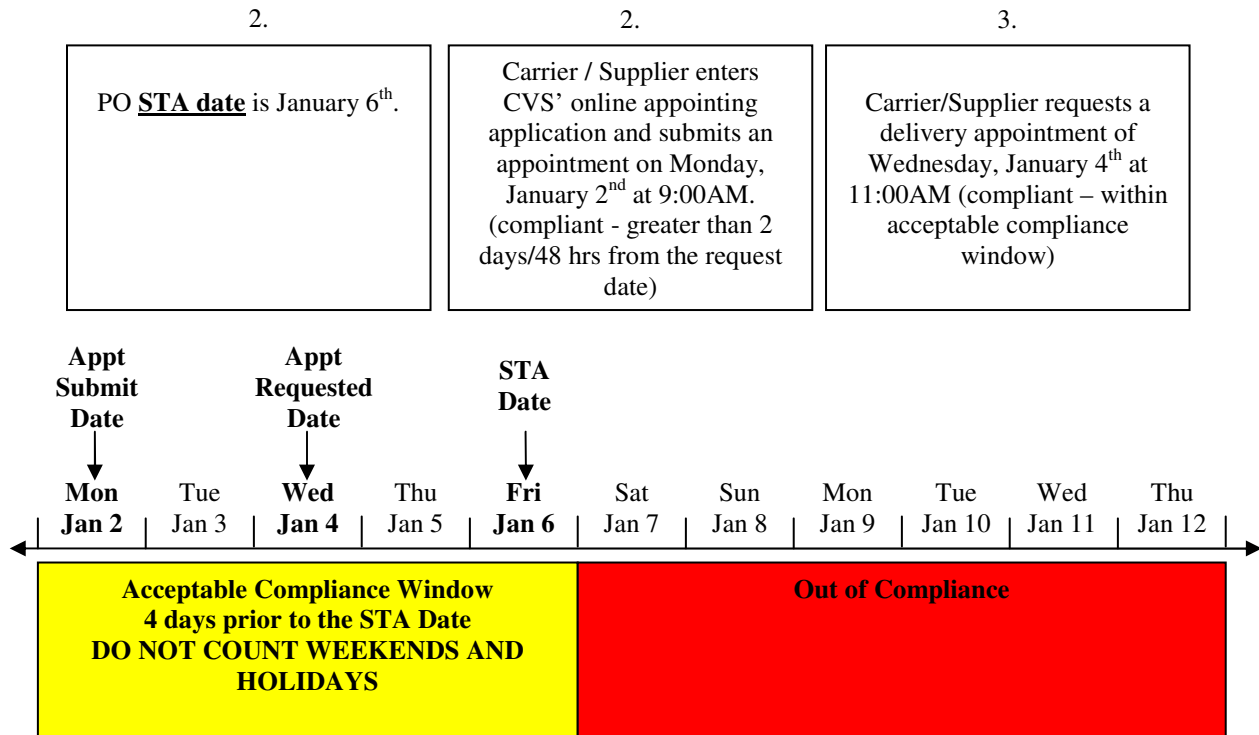 2.
PO STA date is January 6th.
2.
Carrier / Supplier enters
CVS’ online appointing
application and submits an
appointment on Monday,
January 2nd at 9:00AM.
(compliant - greater than 2
days/48 hrs from the request
date)
3.
Carrier/Supplier requests a
delivery appointment of
Wednesday, January 4th at
11:00AM (compliant – within
acceptable compliance
window)
Appt
Submit
Date
Appt
Requested
Date
STA
Date
Mon Tue Wed Thu Fri Sat Sun Mon Tue Wed Thu
Jan 2 Jan 3 Jan 4 Jan 5 Jan 6 Jan 7 Jan 8 Jan 9 Jan 10 Jan 11 Jan 12
Acceptable Compliance Window
4 days prior to the STA Date
DO NOT COUNT WEEKENDS AND
HOLIDAYS
Out of Compliance